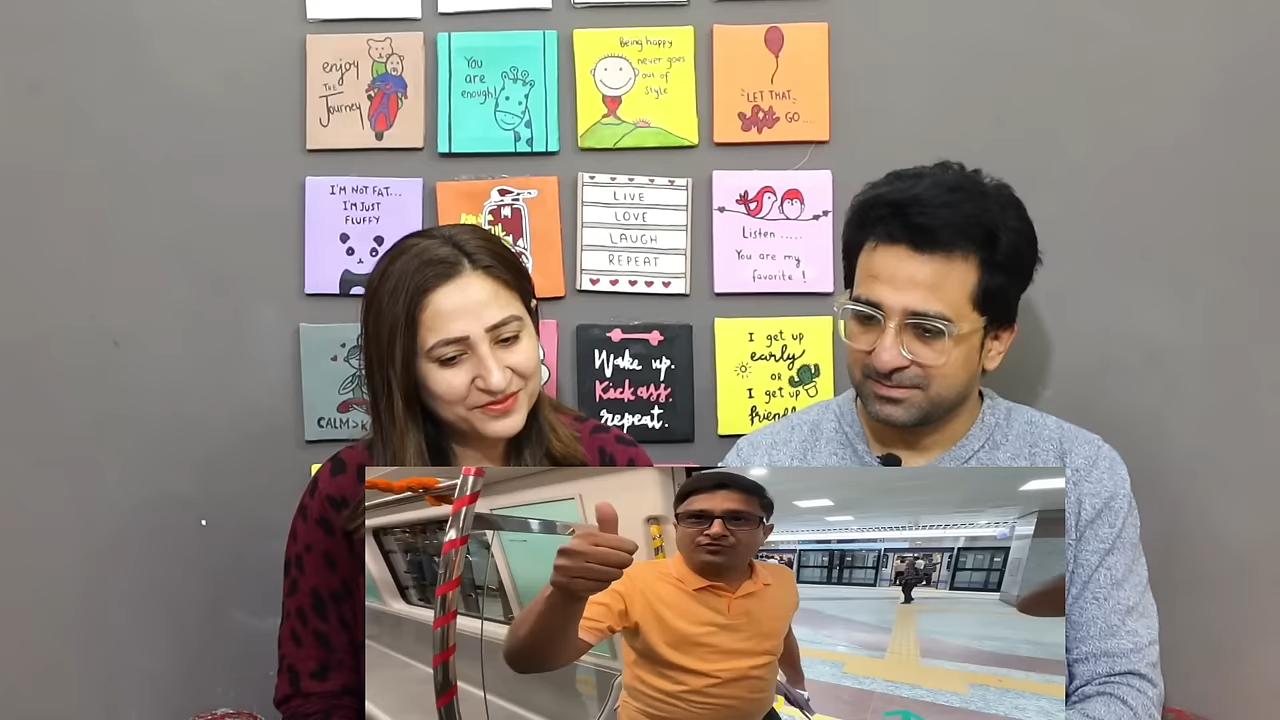 enjoy
THE
Journey
You
are
enough!
Being happy
never goes
out of
style
"LET THAT
GO ....
I'M NOT FAT...
I'M JUST
FLUFFY
LIVE
LOVE
LAUGH
REPEAT
Listen .....
You are my
favorite !
CALM>K
Wake up.
Kick ass.
repeat.
I get up
early
OR
I get up
friend